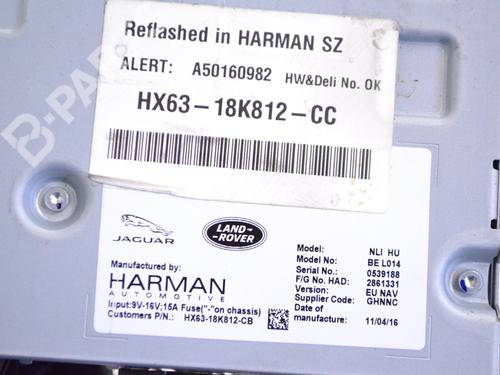 Reflashed in HARMAN SZ
ALERT: A50160982 HW&Deli No. OK
HX63-18K812-CC
JAGUAR
LAND-
ROVER
Manufactured by:
HARMAN
AUTOMOTIVE
Input:9V-16V;15A Fuse("-"on chassis)
Customers P/N.: HX63-18K812-CB
Model: NLI HU
Model No: BE L014
Serial No.: 0539188
F/G No. HAD: 2861331
Version: EU NAV
Supplier Code: GHNNC
Date of
manufacture: 11/04/16
B-PARTS